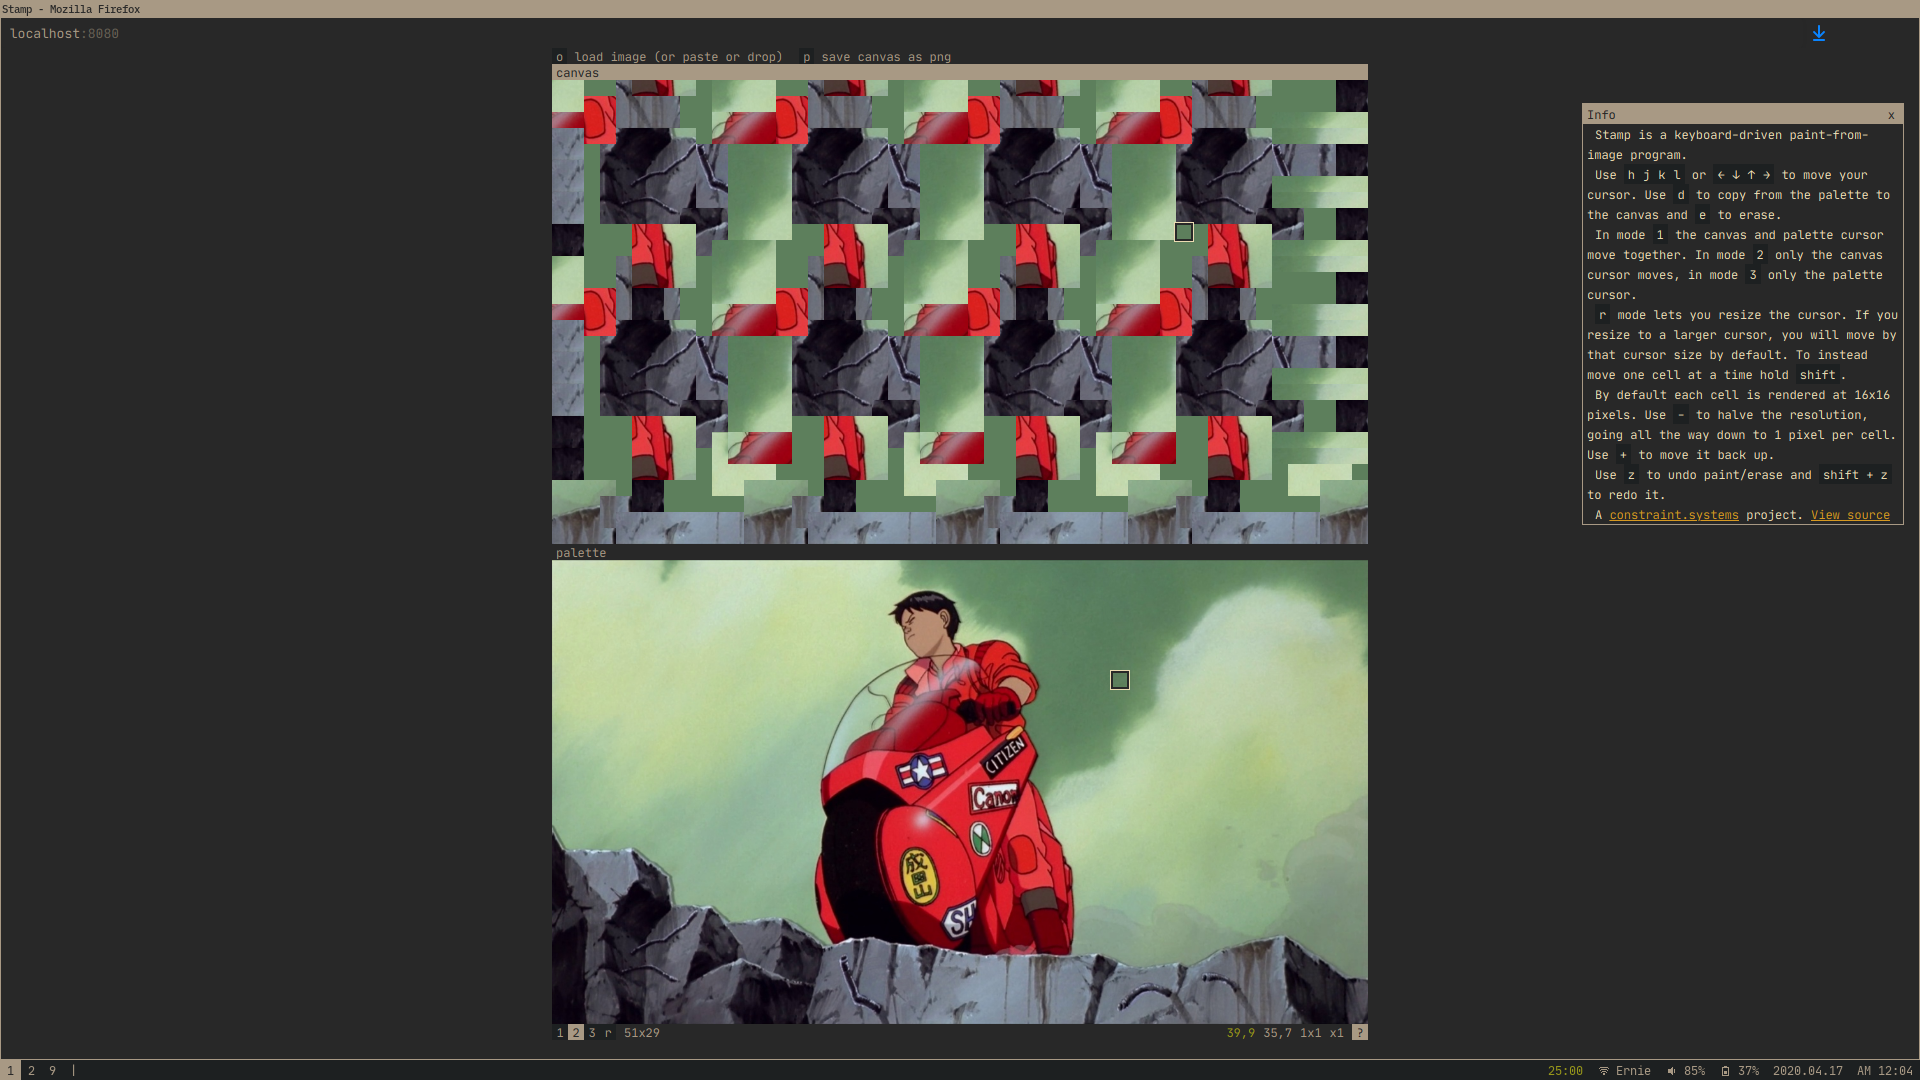 Stamp - Mozilla Firefox
localhost:8080
o load image (or paste or drop) p save canvas as png
canvas
Info x
Stamp is a keyboard-driven paint-from-
image program.
Use h j k l or ← ↓ ↑ → to move your
cursor. Use d to copy from the palette to
the canvas and e to erase.
In mode 1 the canvas and palette cursor
move together. In mode 2 only the canvas
cursor moves, in mode 3 only the palette
cursor.
r mode lets you resize the cursor. If you
resize to a larger cursor, you will move by
that cursor size by default. To instead
move one cell at a time hold shift.
By default each cell is rendered at 16x16
pixels. Use - to halve the resolution,
going all the way down to 1 pixel per cell.
Use + to move it back up.
Use z to undo paint/erase and shift + z
to redo it.
A constraint.systems project. View source
palette
CITIZEN
Canon
成田山
SH
1 2 3 r 51x29
39,9 35,7 1x1 x1 ?
1 2 9 |
25:00 Ernie 85% 37% 2020.04.17 AM 12:04